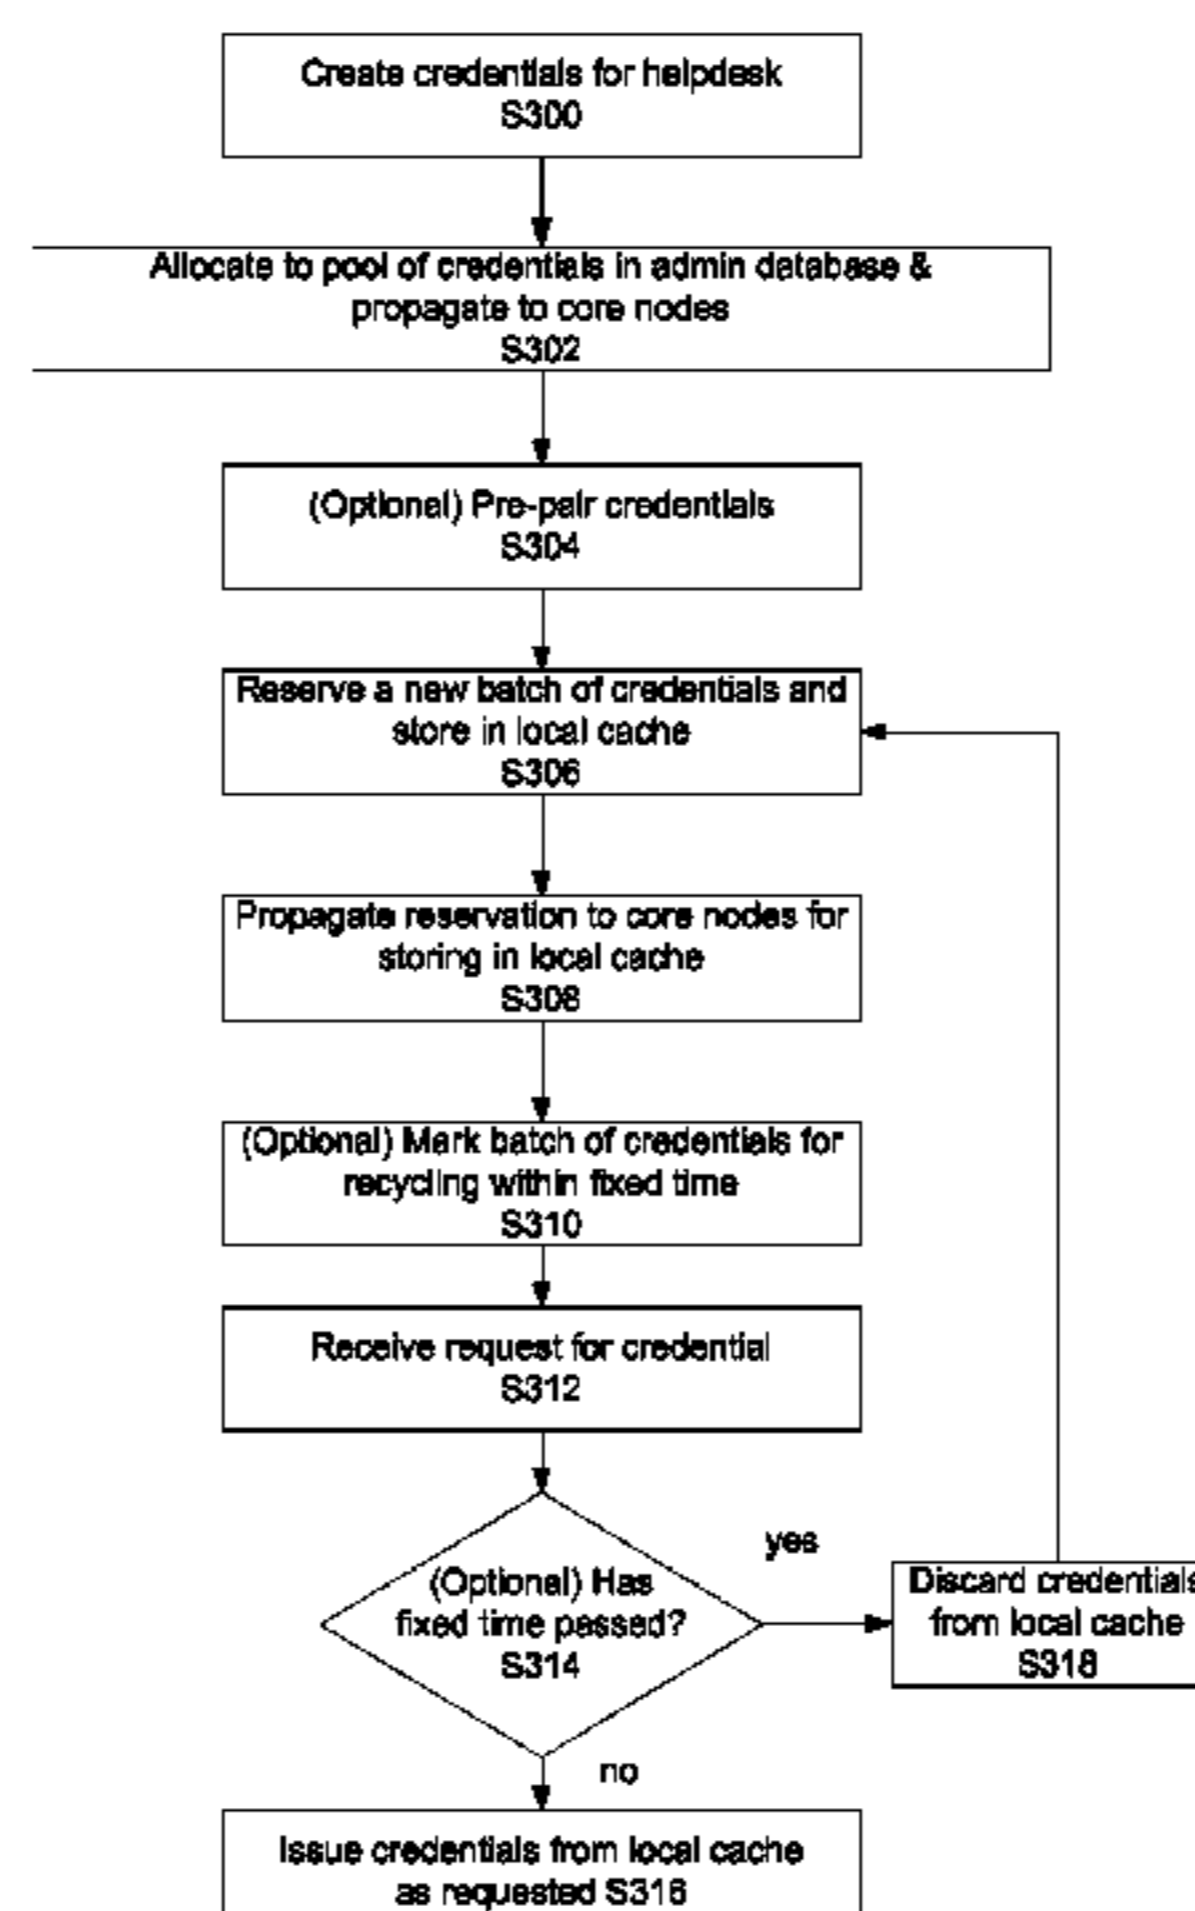 Create credentials for helpdesk
S300
Allocate to pool of credentials in admin database &
propagate to core nodes
S302
(Optional) Pre-pair credentials
S304
Reserve a new batch of credentials and
store in local cache
S306
Propagate reservation to core nodes for
storing in local cache
S308
(Optional) Mark batch of credentials for
recycling within fixed time
S310
Receive request for credential
S312
yes
(Optional) Has
fixed time passed?
S314
Discard credentials
from local cache
S318
no
Issue credentials from local cache
as requested S316